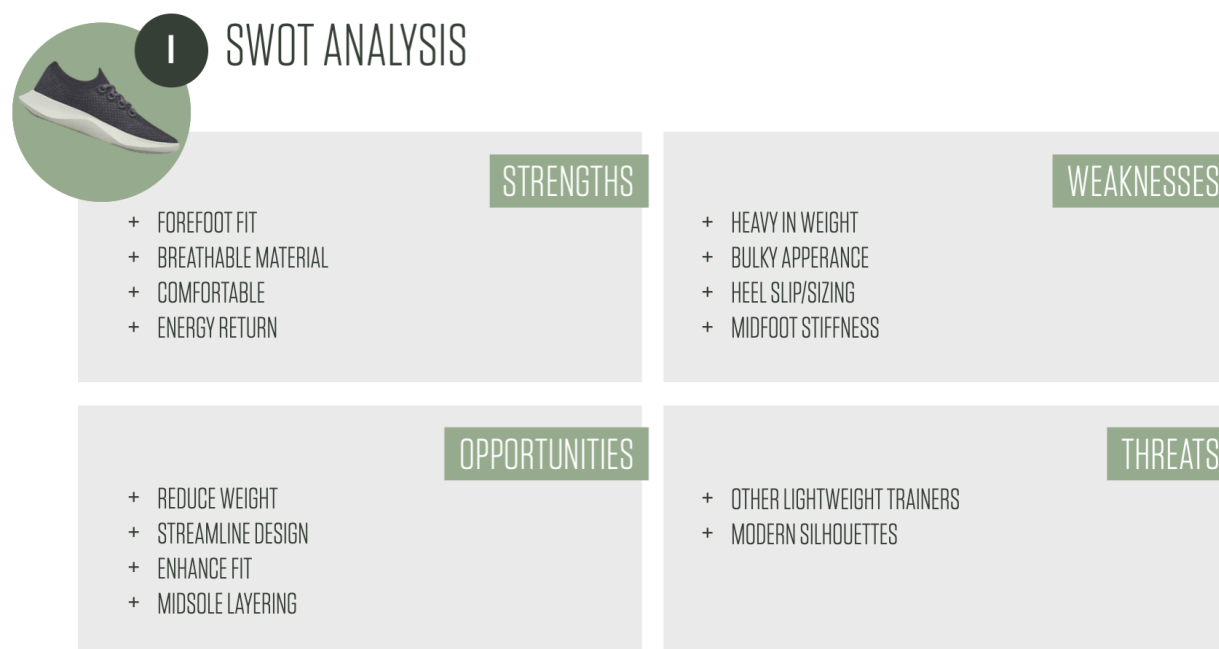 I
SWOT ANALYSIS
STRENGTHS
+ FOREFOOT FIT
+ BREATHABLE MATERIAL
+ COMFORTABLE
+ ENERGY RETURN
WEAKNESSES
+ HEAVY IN WEIGHT
+ BULKY APPERANCE
+ HEEL SLIP/SIZING
+ MIDFOOT STIFFNESS
OPPORTUNITIES
+ REDUCE WEIGHT
+ STREAMLINE DESIGN
+ ENHANCE FIT
+ MIDSOLE LAYERING
THREATS
+ OTHER LIGHTWEIGHT TRAINERS
+ MODERN SILHOUETTES